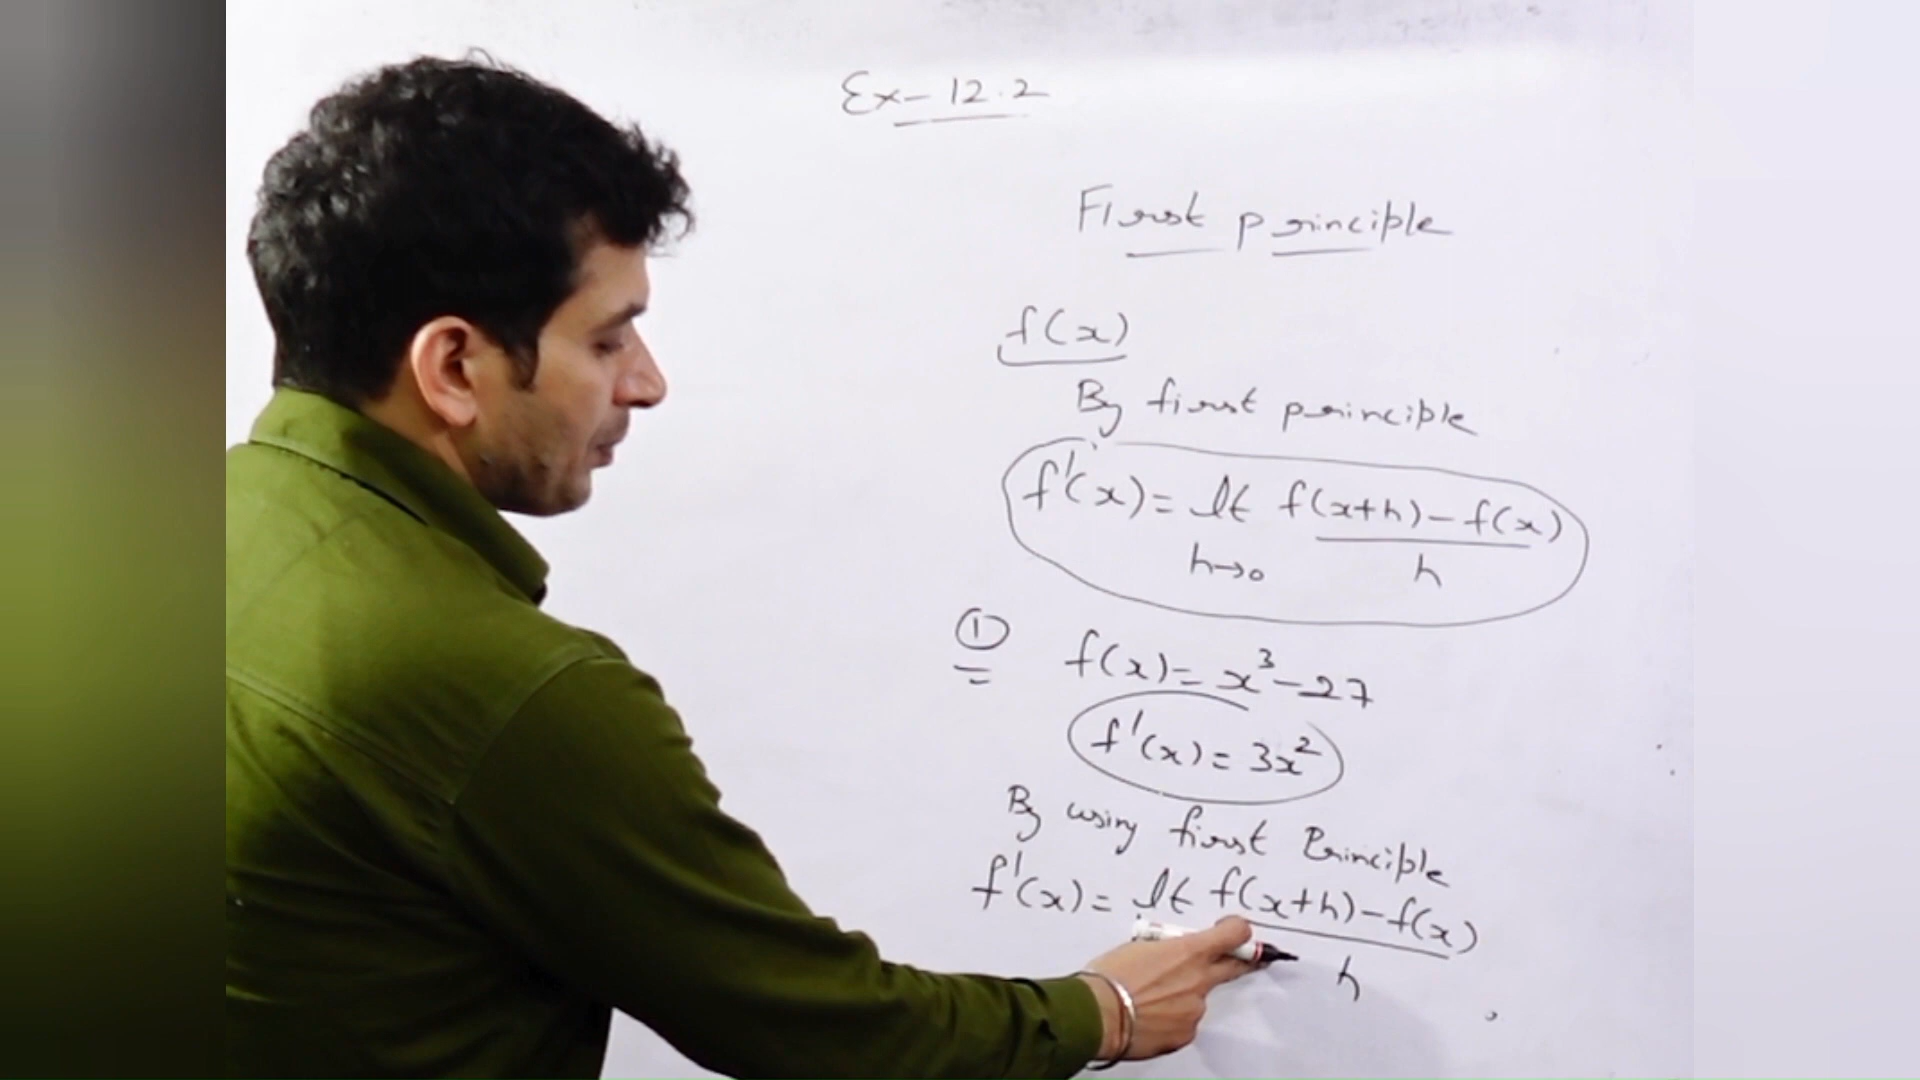 Ex-12.2
First principle
f(x)
By first principle
f'(x) = lt f(x+h)-f(x)
h→0 h
① f(x) = x³-27
f'(x) = 3x²
By using first Principle
f'(x) = lt f(x+h)-f(x)
h